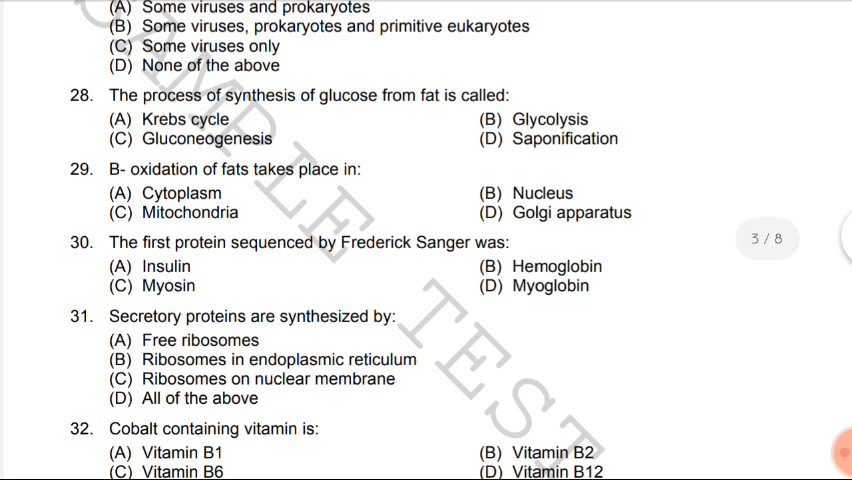 (A) Some viruses and prokaryotes
(B) Some viruses, prokaryotes and primitive eukaryotes
(C) Some viruses only
(D) None of the above
28. The process of synthesis of glucose from fat is called:
(A) Krebs cycle (B) Glycolysis
(C) Gluconeogenesis (D) Saponification
29. B- oxidation of fats takes place in:
(A) Cytoplasm (B) Nucleus
(C) Mitochondria (D) Golgi apparatus
3 / 8
30. The first protein sequenced by Frederick Sanger was:
(A) Insulin (B) Hemoglobin
(C) Myosin (D) Myoglobin
31. Secretory proteins are synthesized by:
(A) Free ribosomes
(B) Ribosomes in endoplasmic reticulum
(C) Ribosomes on nuclear membrane
(D) All of the above
32. Cobalt containing vitamin is:
(A) Vitamin B1 (B) Vitamin B2
(C) Vitamin B6 (D) Vitamin B12
SAMPLE TEST